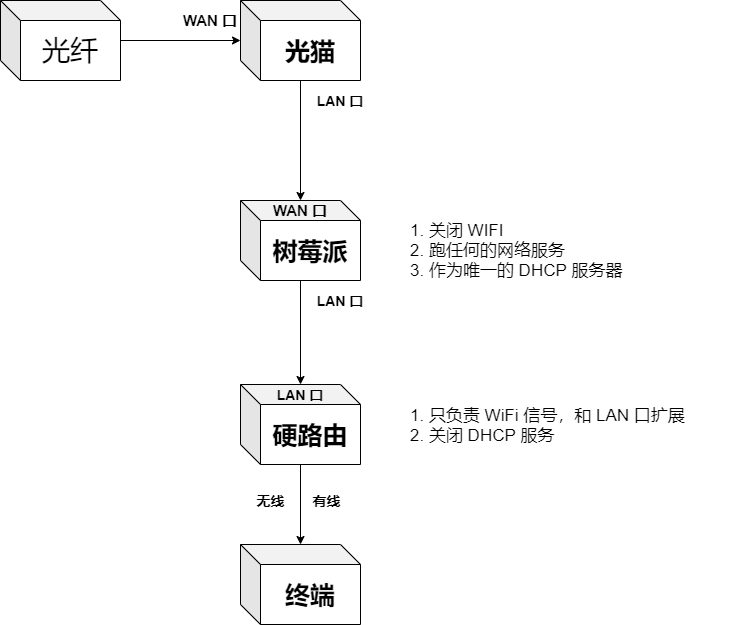 WAN 口
光纤
光猫
LAN 口
WAN 口
树莓派
1. 关闭 WIFI
2. 跑任何的网络服务
3. 作为唯一的 DHCP 服务器
LAN 口
LAN 口
硬路由
1. 只负责 WiFi 信号，和 LAN 口扩展
2. 关闭 DHCP 服务
无线
有线
终端